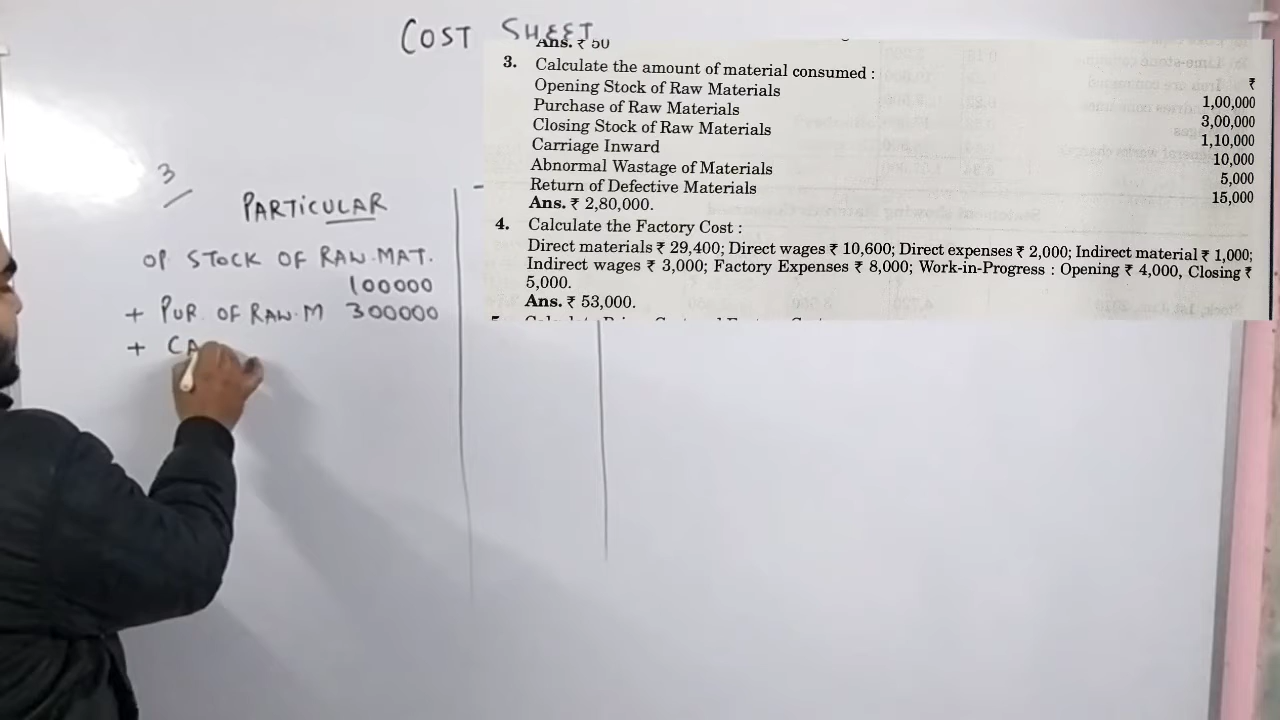 COST SHEET
Ans. ₹ 50
3. Calculate the amount of material consumed :
₹
Opening Stock of Raw Materials 1,00,000
Purchase of Raw Materials 3,00,000
Closing Stock of Raw Materials 1,10,000
Carriage Inward 10,000
Abnormal Wastage of Materials 5,000
Return of Defective Materials 15,000
Ans. ₹ 2,80,000.
4. Calculate the Factory Cost :
Direct materials ₹ 29,400; Direct wages ₹ 10,600; Direct expenses ₹ 2,000; Indirect material ₹ 1,000;
Indirect wages ₹ 3,000; Factory Expenses ₹ 8,000; Work-in-Progress : Opening ₹ 4,000, Closing ₹
5,000.
Ans. ₹ 53,000.
3
PARTICULAR
OP STOCK OF RAW.MAT.
100000
+ PUR. OF RAW.M 300000
+ CA